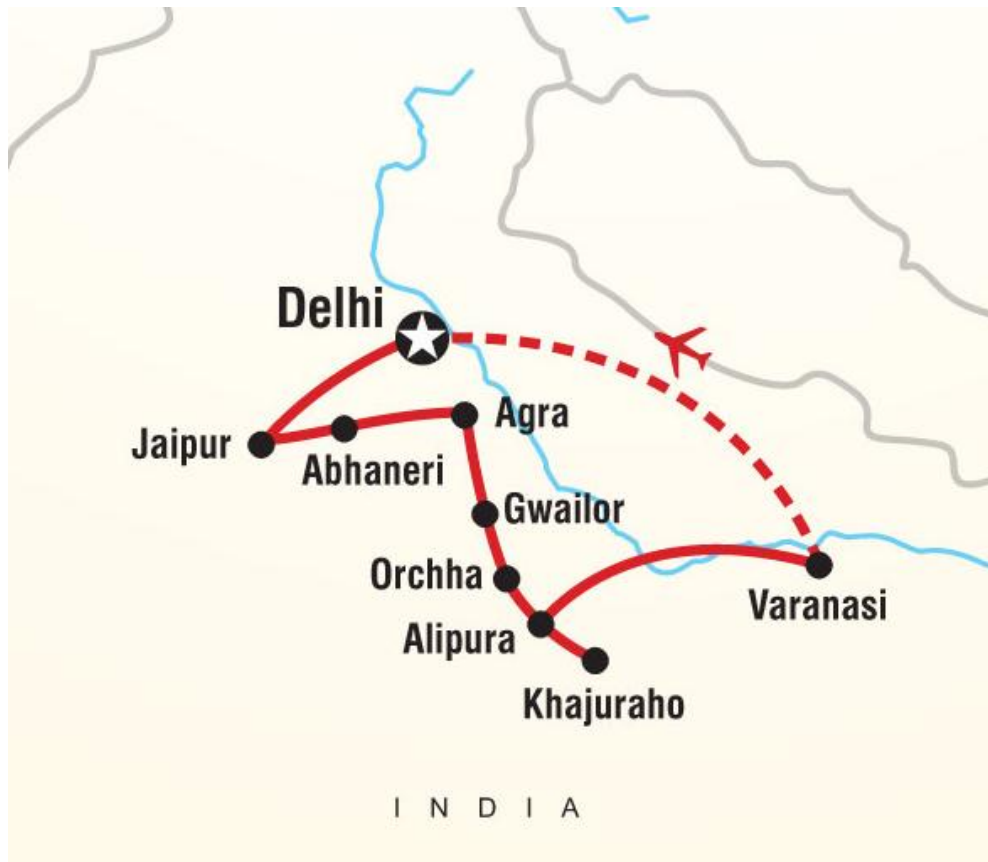 Delhi
Agra
Jaipur
Abhaneri
Gwailor
Orchha
Varanasi
Alipura
Khajuraho
INDIA